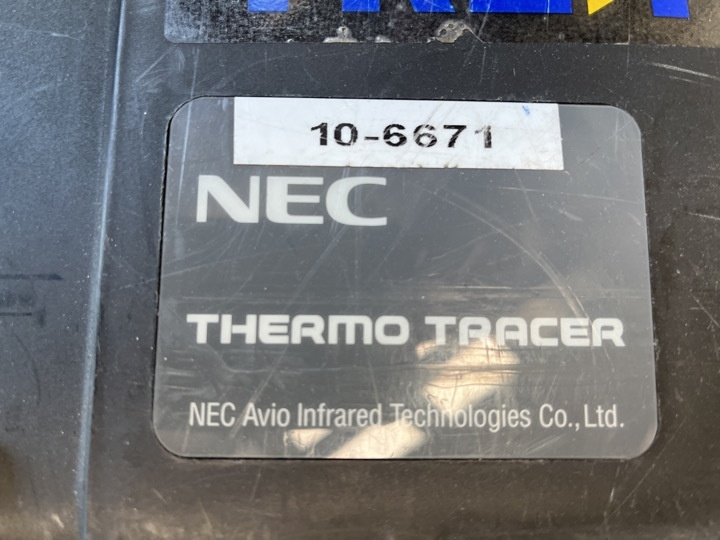 10-6671
NEC
THERMO TRACER
NEC Avio Infrared Technologies Co., Ltd.